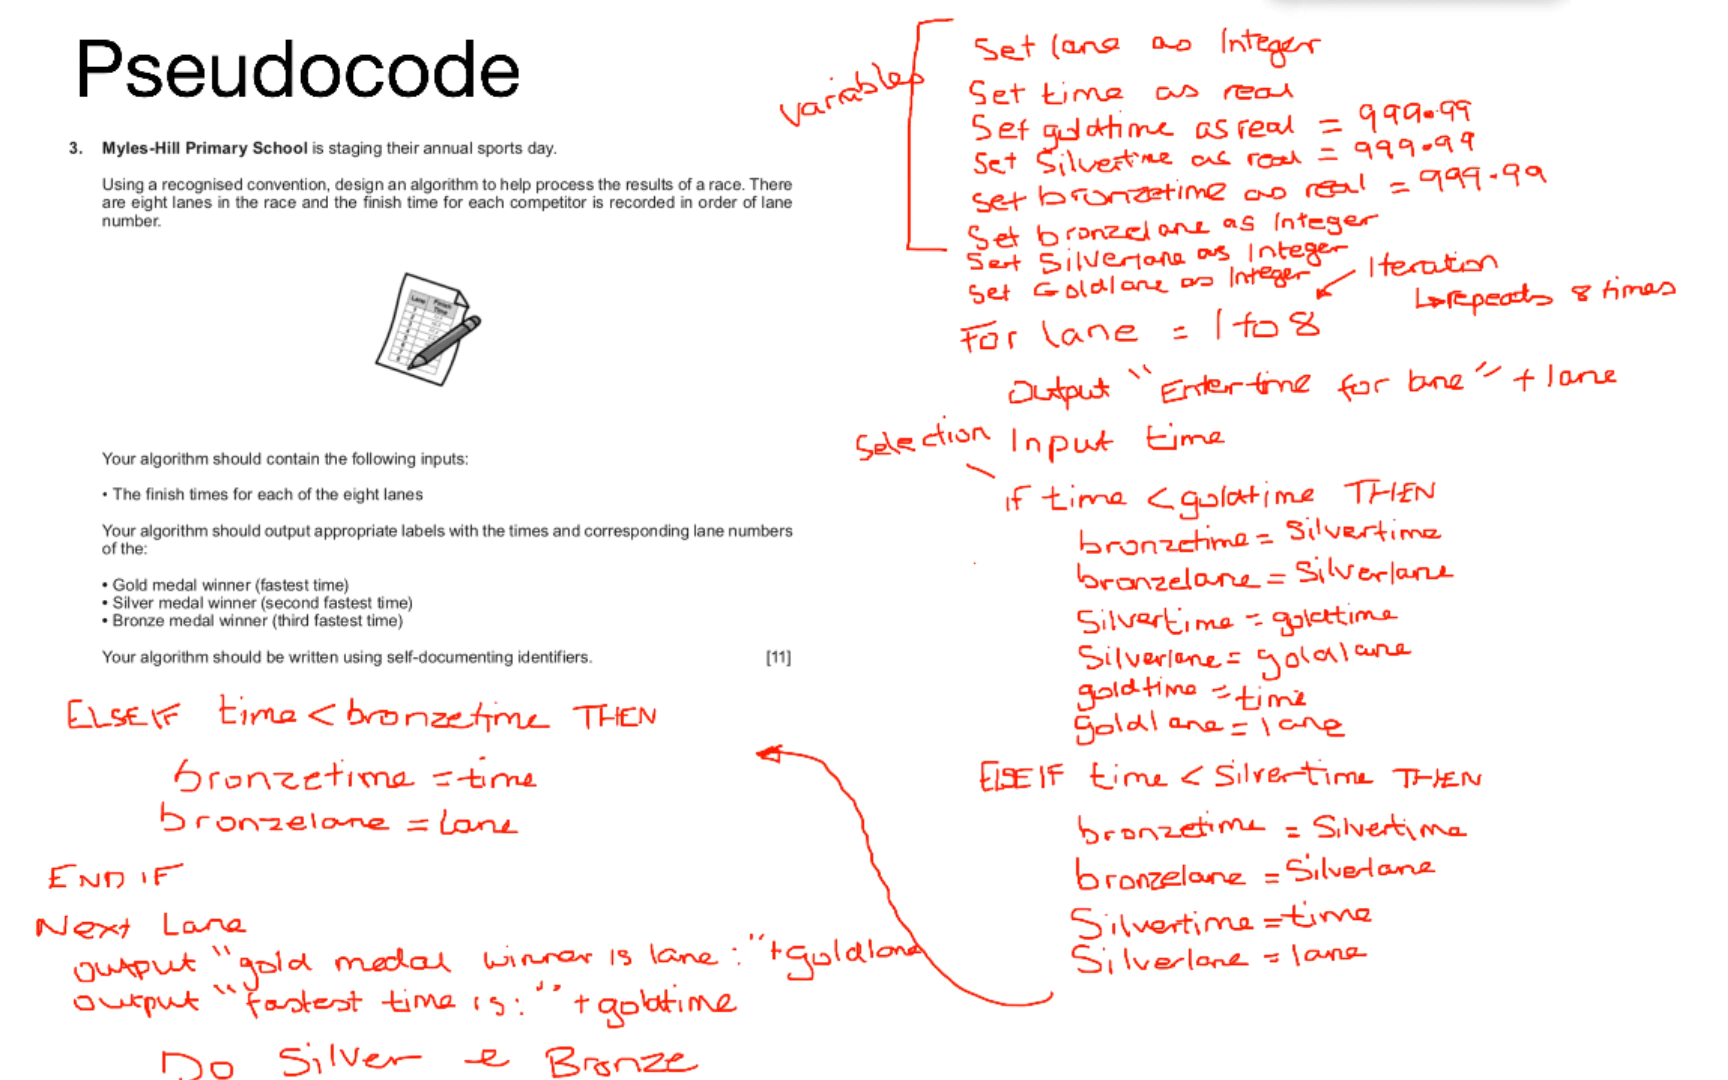 Pseudocode
3. Myles-Hill Primary School is staging their annual sports day.
Using a recognised convention, design an algorithm to help process the results of a race. There
are eight lanes in the race and the finish time for each competitor is recorded in order of lane
number.
Lane Finish Time
Your algorithm should contain the following inputs:
• The finish times for each of the eight lanes
Your algorithm should output appropriate labels with the times and corresponding lane numbers
of the:
• Gold medal winner (fastest time)
• Silver medal winner (second fastest time)
• Bronze medal winner (third fastest time)
Your algorithm should be written using self-documenting identifiers. [11]
variables
Set lane as Integer
Set time as real
Set goldtime as real = 999.99
Set Silvertime as real = 999.99
Set bronzetime as real = 999.99
Set bronzelane as Integer
Set Silverlane as Integer
Set Goldlane as Integer
Iteration
↳repeats 8 times
For lane = 1 to 8
Output "Enter time for lane" + lane
Selection
Input time
if time < goldtime THEN
bronzetime = Silvertime
bronzelane = Silverlane
Silvertime = goldtime
Silverlane = goldlane
goldtime = time
goldlane = lane
ELSEIF time < Silvertime THEN
bronzetime = Silvertime
bronzelane = Silverlane
Silvertime = time
Silverlane = lane
ELSEIF time < bronzetime THEN
bronzetime = time
bronzelane = Lane
END IF
Next Lane
output "gold medal winner is lane:" + goldlane
output "fastest time is:" + goldtime
Do Silver e Bronze